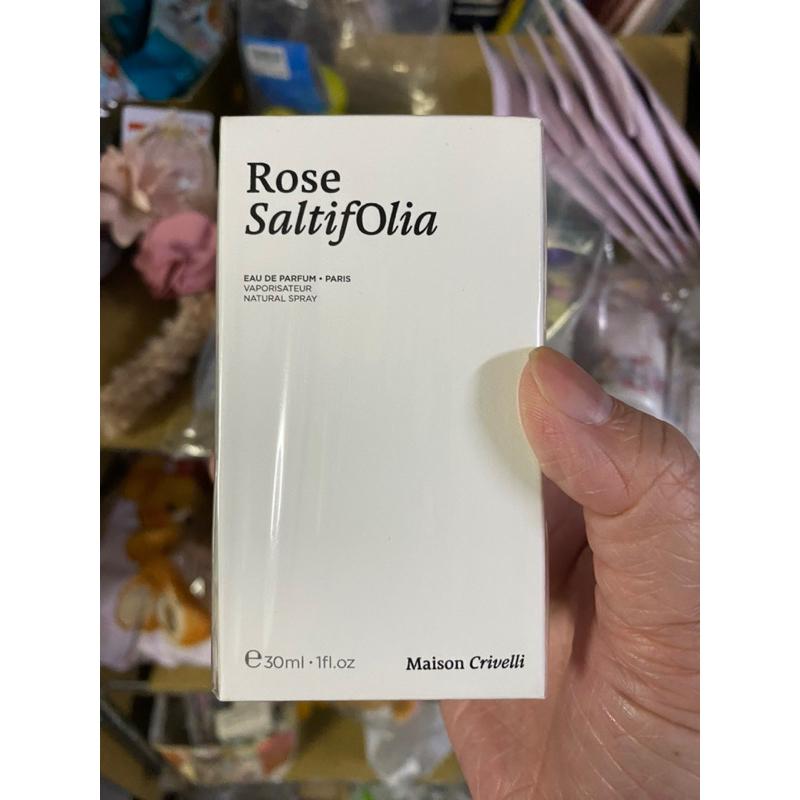 Rose
SaltifOlia
EAU DE PARFUM • PARIS
VAPORISATEUR
NATURAL SPRAY
℮30ml · 1fl.oz
Maison Crivelli